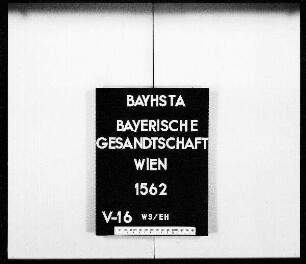 BAYHSTA
BAYERISCHE
GESANDTSCHAFT
WIEN
1562
V-16 WS/EH